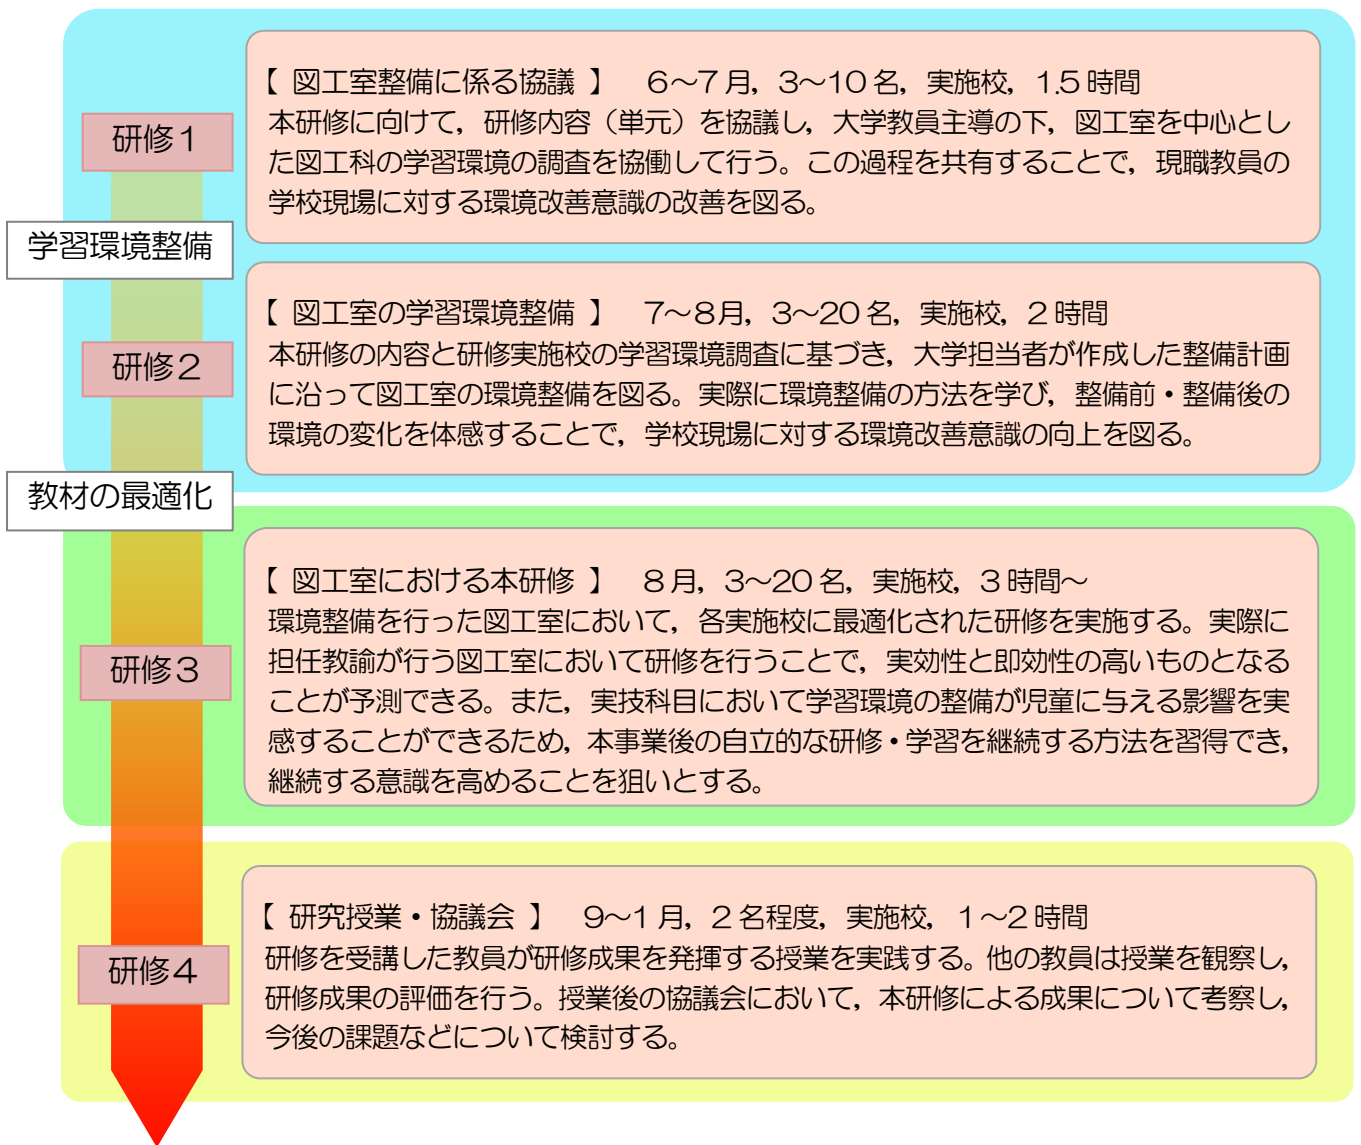 研修1
【 図工室整備に係る協議 】　6～7月，3～10名，実施校，1.5時間
本研修に向けて，研修内容（単元）を協議し，大学教員主導の下，図工室を中心とし
た図工科の学習環境の調査を協働して行う。この過程を共有することで，現職教員の
学校現場に対する環境改善意識の改善を図る。
学習環境整備
研修2
【 図工室の学習環境整備 】　7～8月，3～20名，実施校，2時間
本研修の内容と研修実施校の学習環境調査に基づき，大学担当者が作成した整備計画
に沿って図工室の環境整備を図る。実際に環境整備の方法を学び，整備前・整備後の
環境の変化を体感することで，学校現場に対する環境改善意識の向上を図る。
教材の最適化
研修3
【 図工室における本研修 】　8月，3～20名，実施校，3時間～
環境整備を行った図工室において，各実施校に最適化された研修を実施する。実際に
担任教諭が行う図工室において研修を行うことで，実効性と即効性の高いものとなる
ことが予測できる。また，実技科目において学習環境の整備が児童に与える影響を実
感することができるため，本事業後の自立的な研修・学習を継続する方法を習得でき，
継続する意識を高めることを狙いとする。
研修4
【 研究授業・協議会 】　9～1月，2名程度，実施校，1～2時間
研修を受講した教員が研修成果を発揮する授業を実践する。他の教員は授業を観察し，
研修成果の評価を行う。授業後の協議会において，本研修による成果について考察し，
今後の課題などについて検討する。